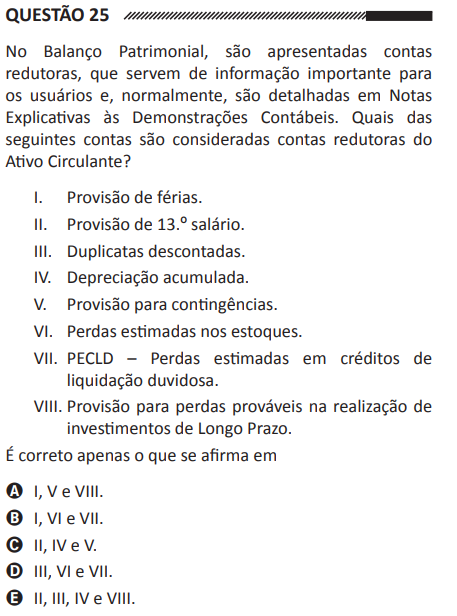 QUESTÃO 25
No Balanço Patrimonial, são apresentadas contas
redutoras, que servem de informação importante para
os usuários e, normalmente, são detalhadas em Notas
Explicativas às Demonstrações Contábeis. Quais das
seguintes contas são consideradas contas redutoras do
Ativo Circulante?
I. Provisão de férias.
II. Provisão de 13.º salário.
III. Duplicatas descontadas.
IV. Depreciação acumulada.
V. Provisão para contingências.
VI. Perdas estimadas nos estoques.
VII. PECLD – Perdas estimadas em créditos de
liquidação duvidosa.
VIII. Provisão para perdas prováveis na realização de
investimentos de Longo Prazo.
É correto apenas o que se afirma em
A I, V e VIII.
B I, VI e VII.
C II, IV e V.
D III, VI e VII.
E II, III, IV e VIII.